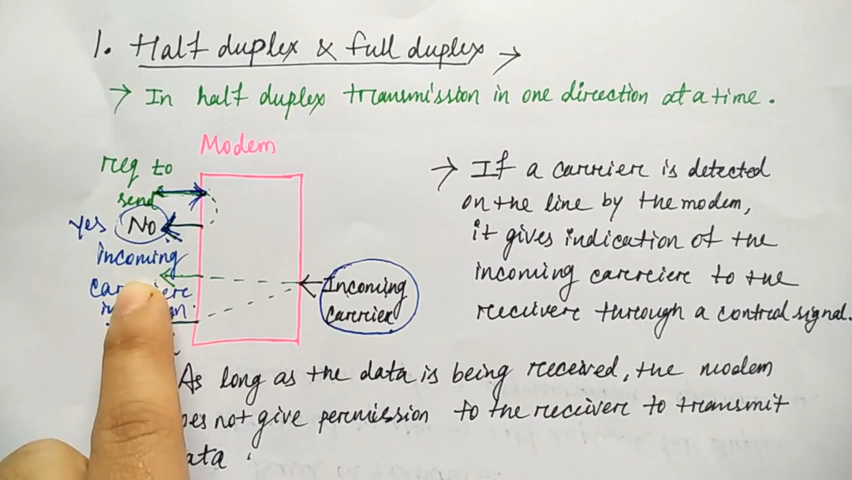 1. Half duplex & full duplex →
→ In half duplex transmission in one direction at a time.
Modem
req to
send
yes No
incoming
Incoming
carrier
→ If a carrier is detected
on the line by the modem,
it gives indication of the
incoming carrier to the
receiver through a control signal.
As long as the data is being received, the modem
oes not give permission to the receiver to transmit
ata.